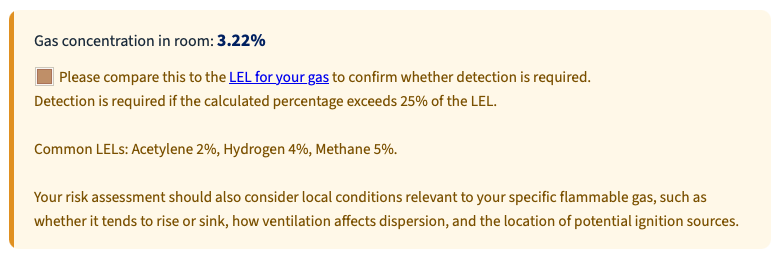 Gas concentration in room: 3.22%
Please compare this to the LEL for your gas to confirm whether detection is required.
Detection is required if the calculated percentage exceeds 25% of the LEL.
Common LELs: Acetylene 2%, Hydrogen 4%, Methane 5%.
Your risk assessment should also consider local conditions relevant to your specific flammable gas, such as
whether it tends to rise or sink, how ventilation affects dispersion, and the location of potential ignition sources.